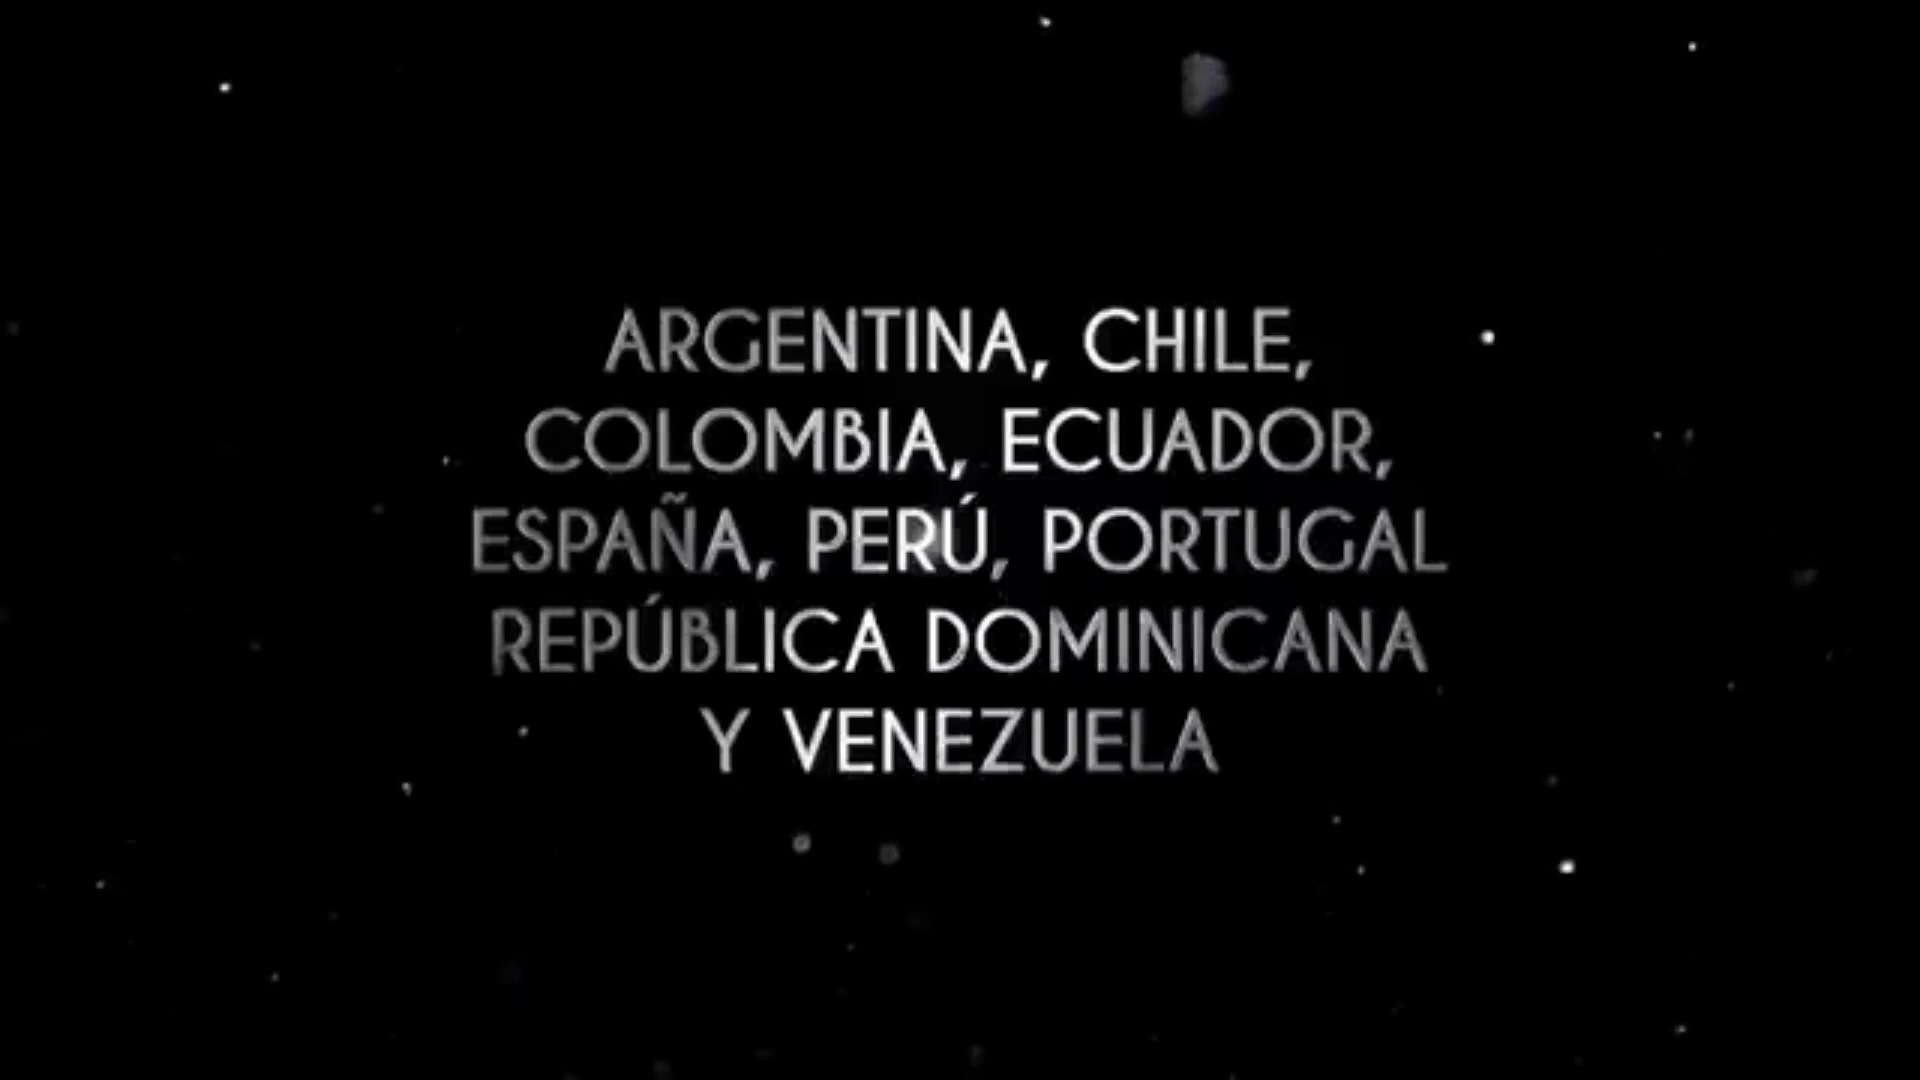 ARGENTINA, CHILE,
COLOMBIA, ECUADOR,
ESPAÑA, PERÚ, PORTUGAL
REPÚBLICA DOMINICANA
Y VENEZUELA